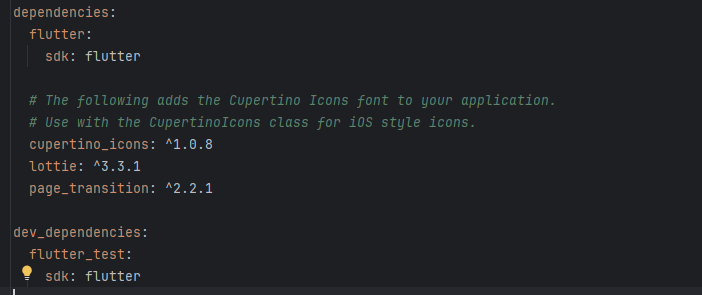 dependencies:
  flutter:
    sdk: flutter

  # The following adds the Cupertino Icons font to your application.
  # Use with the CupertinoIcons class for iOS style icons.
  cupertino_icons: ^1.0.8
  lottie: ^3.3.1
  page_transition: ^2.2.1

dev_dependencies:
  flutter_test:
    sdk: flutter